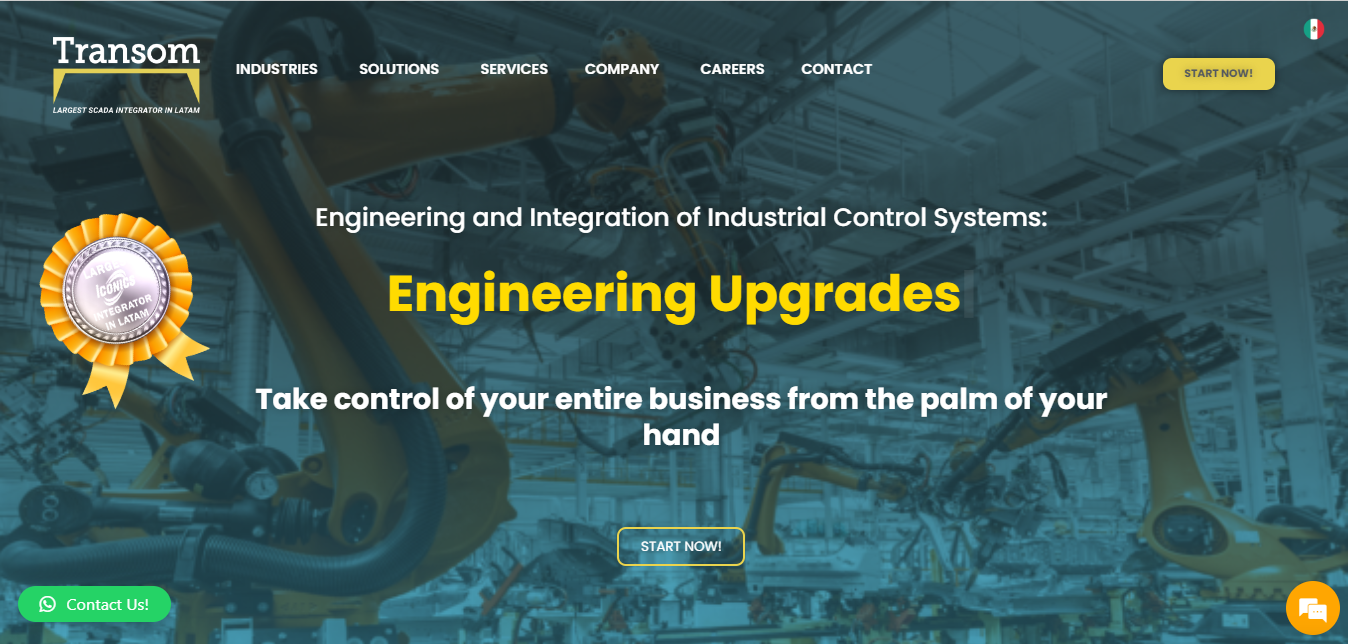 Transom
LARGEST SCADA INTEGRATOR IN LATAM
INDUSTRIES
SOLUTIONS
SERVICES
COMPANY
CAREERS
CONTACT
START NOW!
Engineering and Integration of Industrial Control Systems:
Engineering Upgrades
LARGEST
ICONICS
INTEGRATOR
IN LATAM
Take control of your entire business from the palm of your
hand
START NOW!
Contact Us!